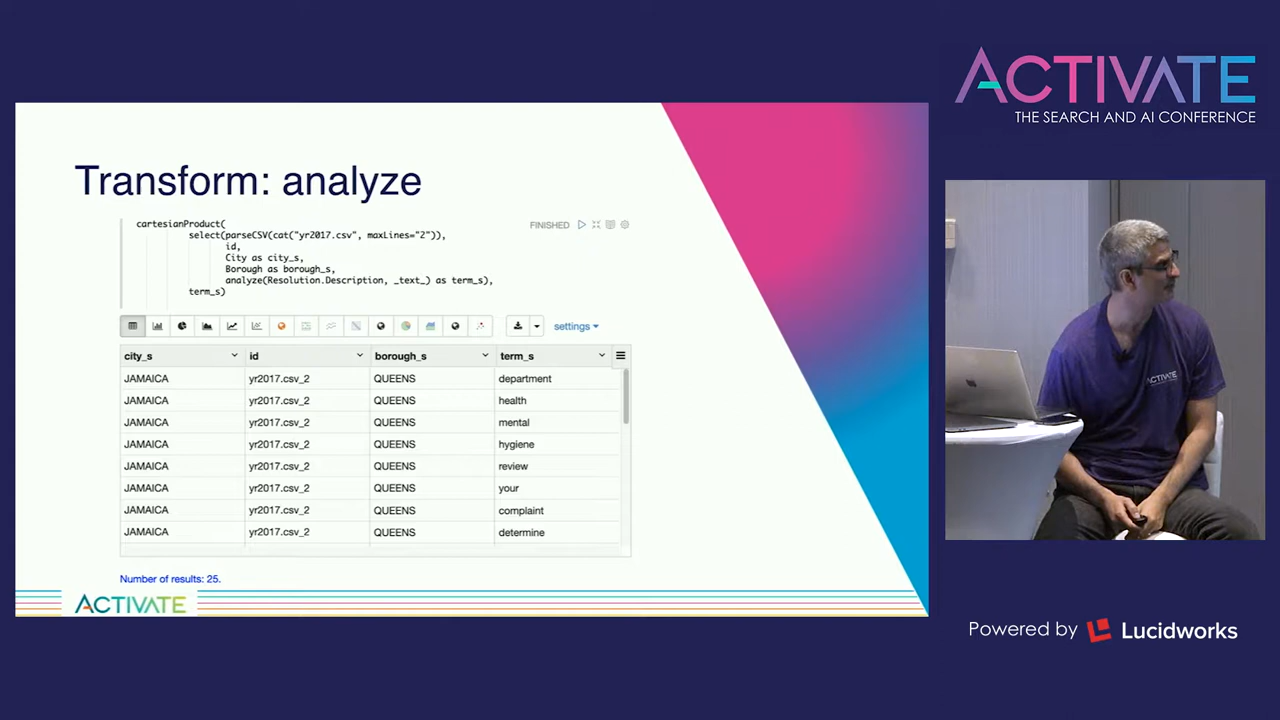 ACTIVATE
THE SEARCH AND AI CONFERENCE
Transform: analyze
cartesianProduct(
select(parseCSV(cat("yr2017.csv", maxLines="2")),
id,
City as city_s,
Borough as borough_s,
analyze(Resolution.Description, _text_) as term_s),
term_s)
FINISHED
settings
city_s id borough_s term_s
JAMAICA yr2017.csv_2 QUEENS department
JAMAICA yr2017.csv_2 QUEENS health
JAMAICA yr2017.csv_2 QUEENS mental
JAMAICA yr2017.csv_2 QUEENS hygiene
JAMAICA yr2017.csv_2 QUEENS review
JAMAICA yr2017.csv_2 QUEENS your
JAMAICA yr2017.csv_2 QUEENS complaint
JAMAICA yr2017.csv_2 QUEENS determine
Number of results: 25.
ACTIVATE
ACTIVATE
Powered by Lucidworks